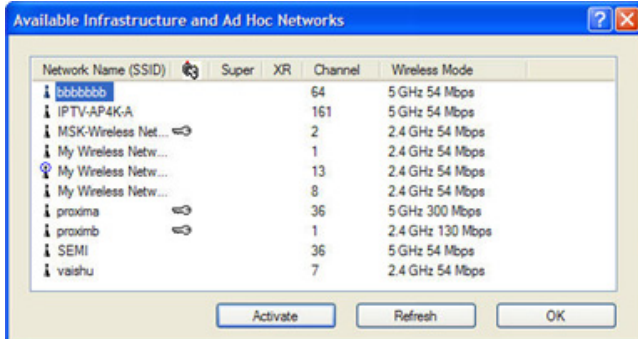 Available Infrastructure and Ad Hoc Networks
Network Name (SSID) Super XR Channel Wireless Mode
bbbbbbb 64 5 GHz 54 Mbps
IPTV-AP4K-A 161 5 GHz 54 Mbps
MSK-Wireless Net... 2 2.4 GHz 54 Mbps
My Wireless Netw... 1 2.4 GHz 54 Mbps
My Wireless Netw... 13 2.4 GHz 54 Mbps
My Wireless Netw... 8 2.4 GHz 54 Mbps
proxima 36 5 GHz 300 Mbps
proximb 1 2.4 GHz 130 Mbps
SEMI 36 5 GHz 54 Mbps
vaishu 7 2.4 GHz 54 Mbps
Activate Refresh OK